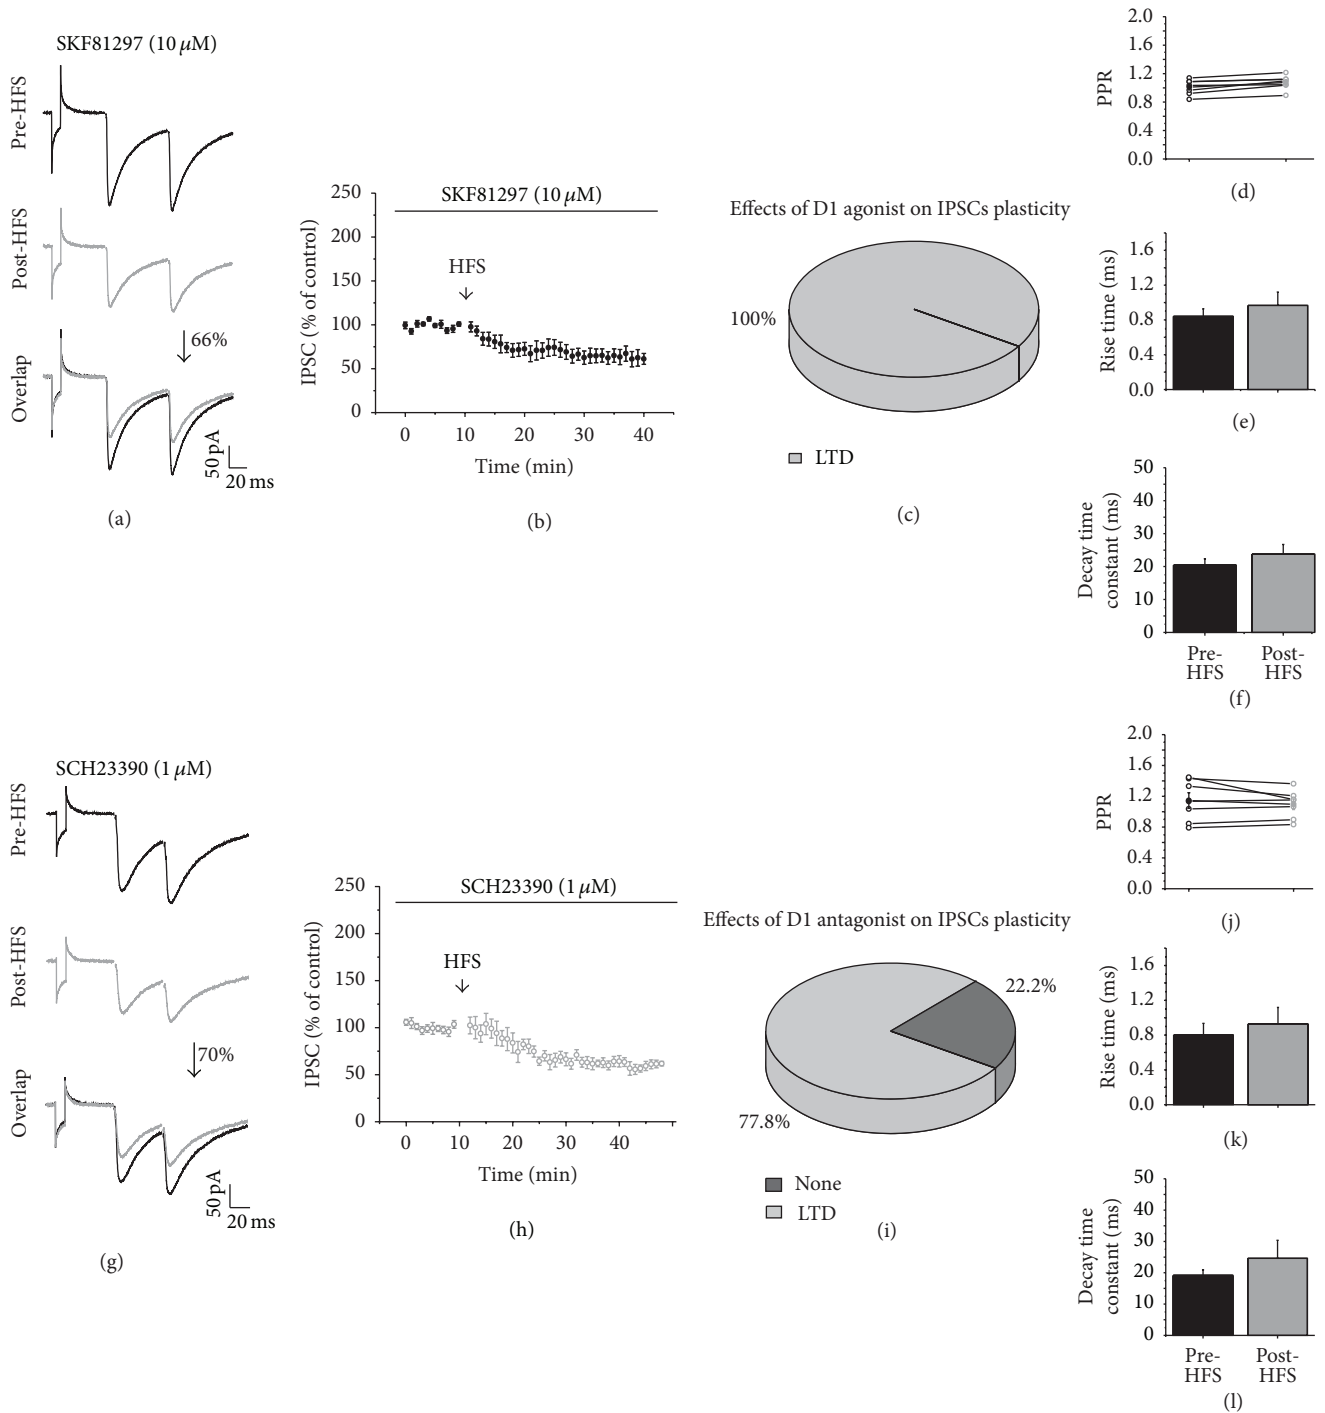 SKF81297 (10 μM)
Pre-HFS
Post-HFS
Overlap
66%
50 pA
20 ms
(a)
SKF81297 (10 μM)
HFS
IPSC (% of control)
250
200
150
100
50
0
0 10 20 30 40
Time (min)
(b)
Effects of D1 agonist on IPSCs plasticity
100%
LTD
(c)
PPR
2.0
1.6
1.2
0.8
0.4
0.0
(d)
Rise time (ms)
1.6
1.2
0.8
0.4
0.0
(e)
Decay time
constant (ms)
50
40
30
20
10
0
Pre-
HFS
Post-
HFS
(f)
SCH23390 (1 μM)
Pre-HFS
Post-HFS
Overlap
70%
50 pA
20 ms
(g)
SCH23390 (1 μM)
HFS
IPSC (% of control)
250
200
150
100
50
0
0 10 20 30 40
Time (min)
(h)
Effects of D1 antagonist on IPSCs plasticity
22.2%
77.8%
None
LTD
(i)
PPR
2.0
1.6
1.2
0.8
0.4
0.0
(j)
Rise time (ms)
1.6
1.2
0.8
0.4
0.0
(k)
Decay time
constant (ms)
50
40
30
20
10
0
Pre-
HFS
Post-
HFS
(l)